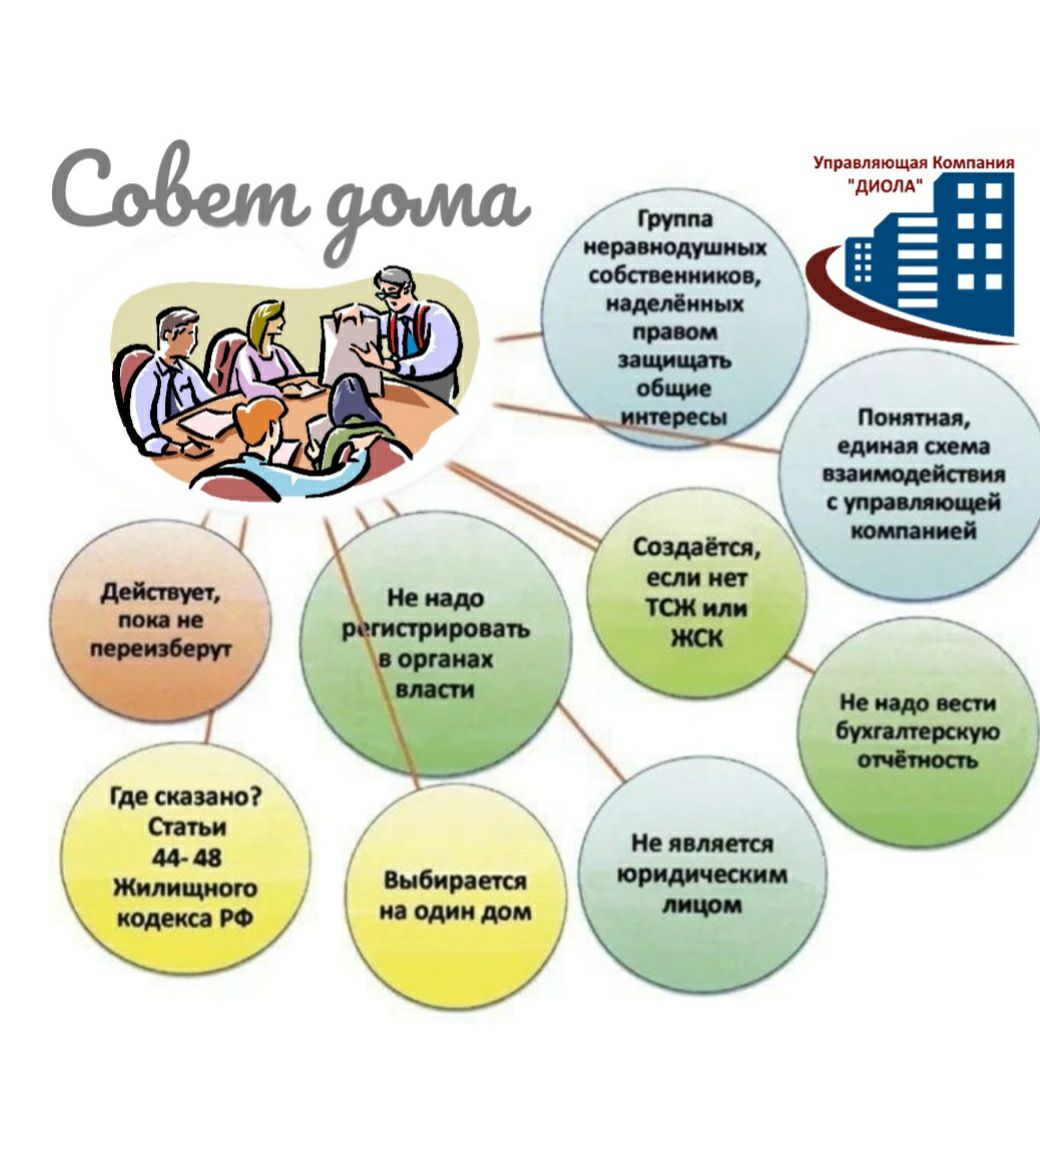 Совет дома
Управляющая Компания
"ДИОЛА"
Группа
неравнодушных
собственников,
наделённых
правом
защищать
общие
интересы
Понятная,
единая схема
взаимодействия
с управляющей
компанией
Создаётся,
если нет
ТСЖ или
ЖСК
Действует,
пока не
переизберут
Не надо
регистрировать
в органах
власти
Не надо вести
бухгалтерскую
отчётность
Где сказано?
Статьи
44- 48
Жилищного
кодекса РФ
Выбирается
на один дом
Не является
юридическим
лицом